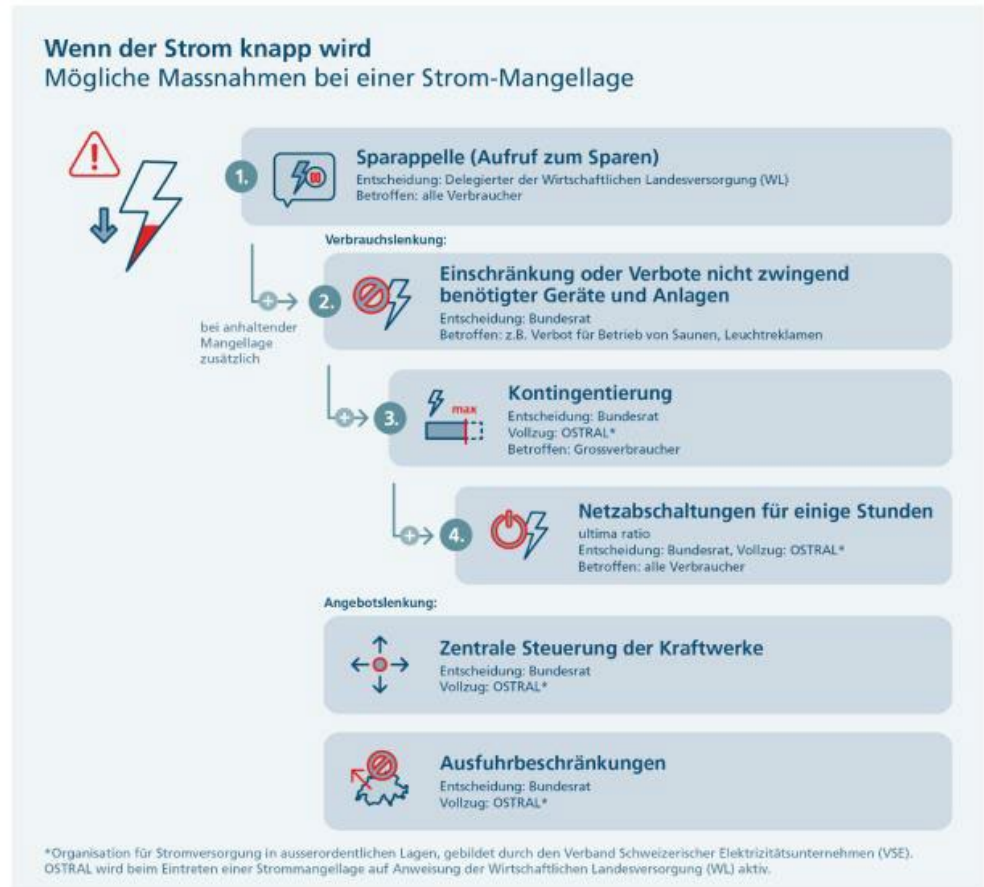 Wenn der Strom knapp wird
Mögliche Massnahmen bei einer Strom-Mangellage
1.
Sparappelle (Aufruf zum Sparen)
Entscheidung: Delegierter der Wirtschaftlichen Landesversorgung (WL)
Betroffen: alle Verbraucher
Verbrauchslenkung:
bei anhaltender
Mangellage
zusätzlich
2.
Einschränkung oder Verbote nicht zwingend
benötigter Geräte und Anlagen
Entscheidung: Bundesrat
Betroffen: z.B. Verbot für Betrieb von Saunen, Leuchtreklamen
3.
max
Kontingentierung
Entscheidung: Bundesrat
Vollzug: OSTRAL*
Betroffen: Grossverbraucher
4.
Netzabschaltungen für einige Stunden
ultima ratio
Entscheidung: Bundesrat, Vollzug: OSTRAL*
Betroffen: alle Verbraucher
Angebotslenkung:
Zentrale Steuerung der Kraftwerke
Entscheidung: Bundesrat
Vollzug: OSTRAL*
Ausfuhrbeschränkungen
Entscheidung: Bundesrat
Vollzug: OSTRAL*
*Organisation für Stromversorgung in ausserordentlichen Lagen, gebildet durch den Verband Schweizerischer Elektrizitätsunternehmen (VSE).
OSTRAL wird beim Eintreten einer Strommangellage auf Anweisung der Wirtschaftlichen Landesversorgung (WL) aktiv.